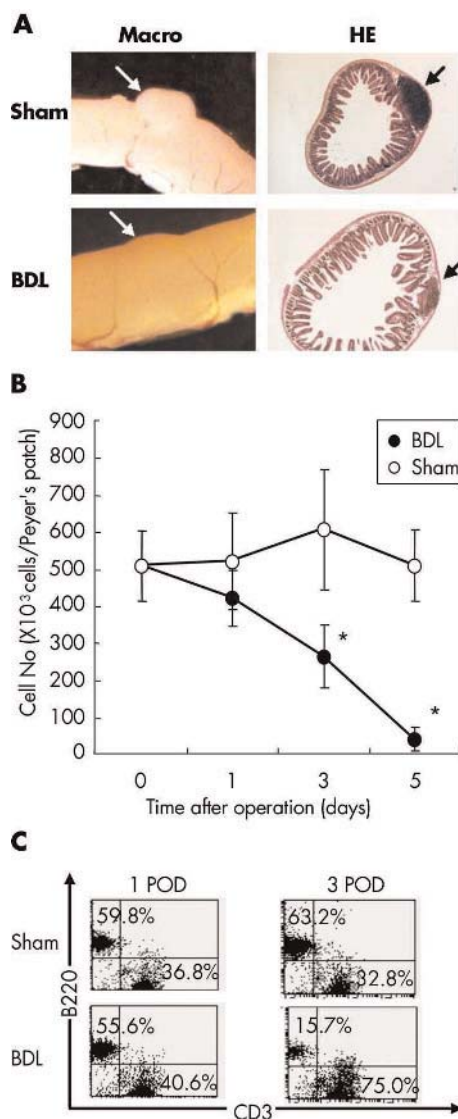 A
Macro HE
Sham
BDL
B
900
800
700
600
500
400
300
200
100
0
Cell No (X10³ cells/Peyer's patch)
BDL
Sham
*
*
0 1 3 5
Time after operation (days)
C
1 POD 3 POD
Sham
59.8% 63.2%
36.8% 32.8%
B220
BDL
55.6% 15.7%
40.6% 75.0%
CD3